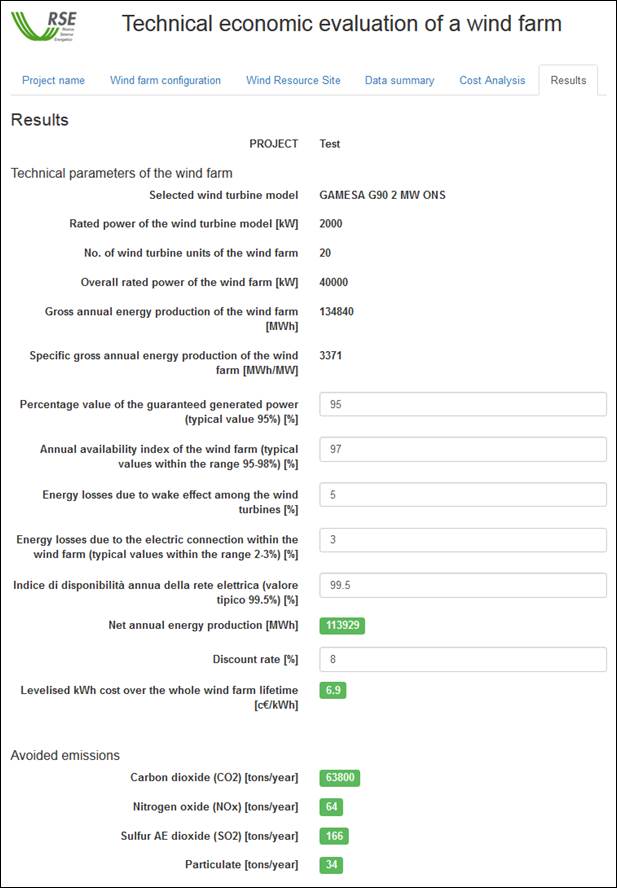 RSE
Ricerca
Sistema
Energetico
Technical economic evaluation of a wind farm
Project name Wind farm configuration Wind Resource Site Data summary Cost Analysis Results
Results
PROJECT Test
Technical parameters of the wind farm
Selected wind turbine model GAMESA G90 2 MW ONS
Rated power of the wind turbine model [kW] 2000
No. of wind turbine units of the wind farm 20
Overall rated power of the wind farm [kW] 40000
Gross annual energy production of the wind farm 134840
[MWh]
Specific gross annual energy production of the wind 3371
farm [MWh/MW]
Percentage value of the guaranteed generated power 95
(typical value 95%) [%]
Annual availability index of the wind farm (typical 97
values within the range 95-98%) [%]
Energy losses due to wake effect among the wind 5
turbines [%]
Energy losses due to the electric connection within the 3
wind farm (typical values within the range 2-3%) [%]
Indice di disponibilità annua della rete elettrica (valore 99.5
tipico 99.5%) [%]
Net annual energy production [MWh] 113929
Discount rate [%] 8
Levelised kWh cost over the whole wind farm lifetime 6.9
[c€/kWh]
Avoided emissions
Carbon dioxide (CO2) [tons/year] 63800
Nitrogen oxide (NOx) [tons/year] 64
Sulfur AE dioxide (SO2) [tons/year] 166
Particulate [tons/year] 34